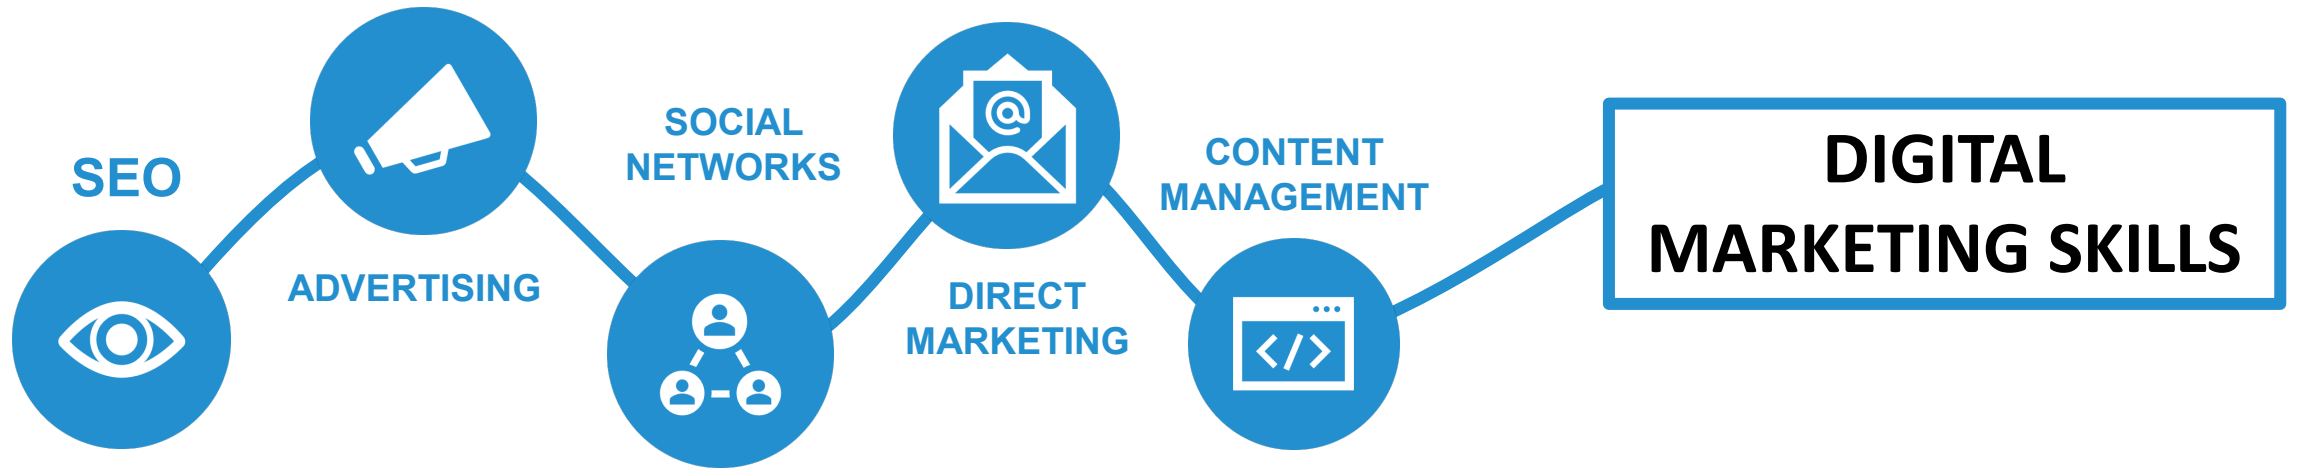 SEO
ADVERTISING
SOCIAL
NETWORKS
DIRECT
MARKETING
CONTENT
MANAGEMENT
DIGITAL
MARKETING SKILLS